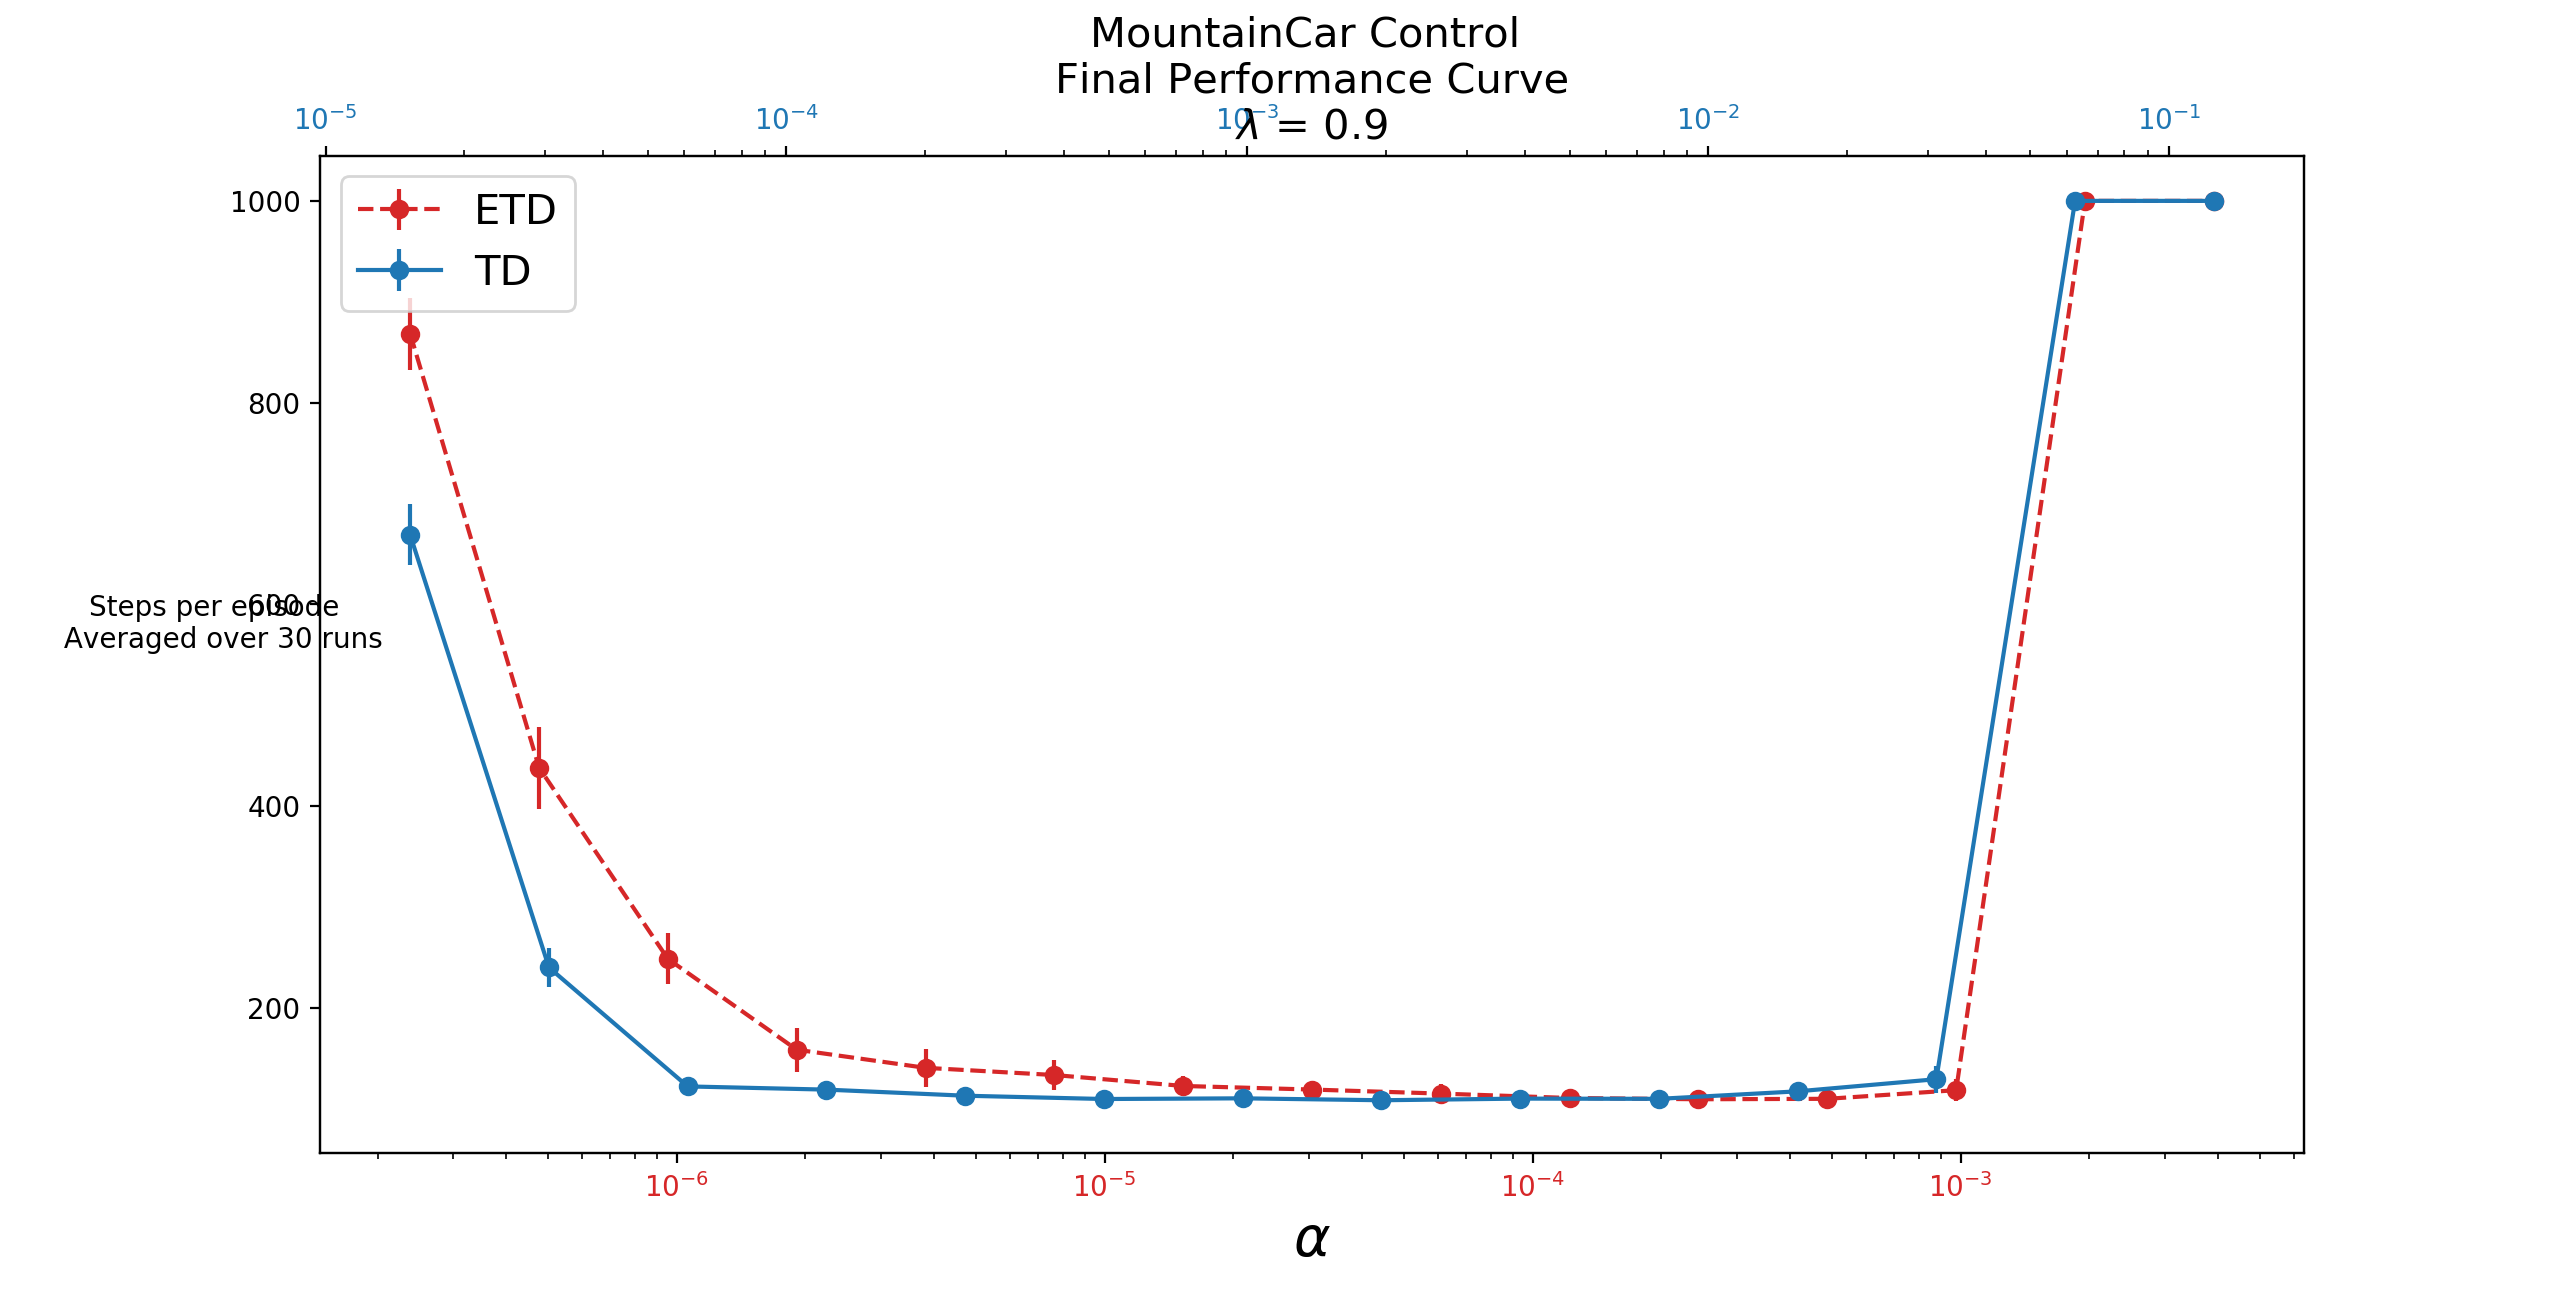 MountainCar Control
Final Performance Curve
λ = 0.9
10⁻⁵ 10⁻⁴ 10⁻³ 10⁻² 10⁻¹
1000
ETD
TD
800
600
Steps per episode
Averaged over 30 runs
400
200
10⁻⁶ 10⁻⁵ 10⁻⁴ 10⁻³
α